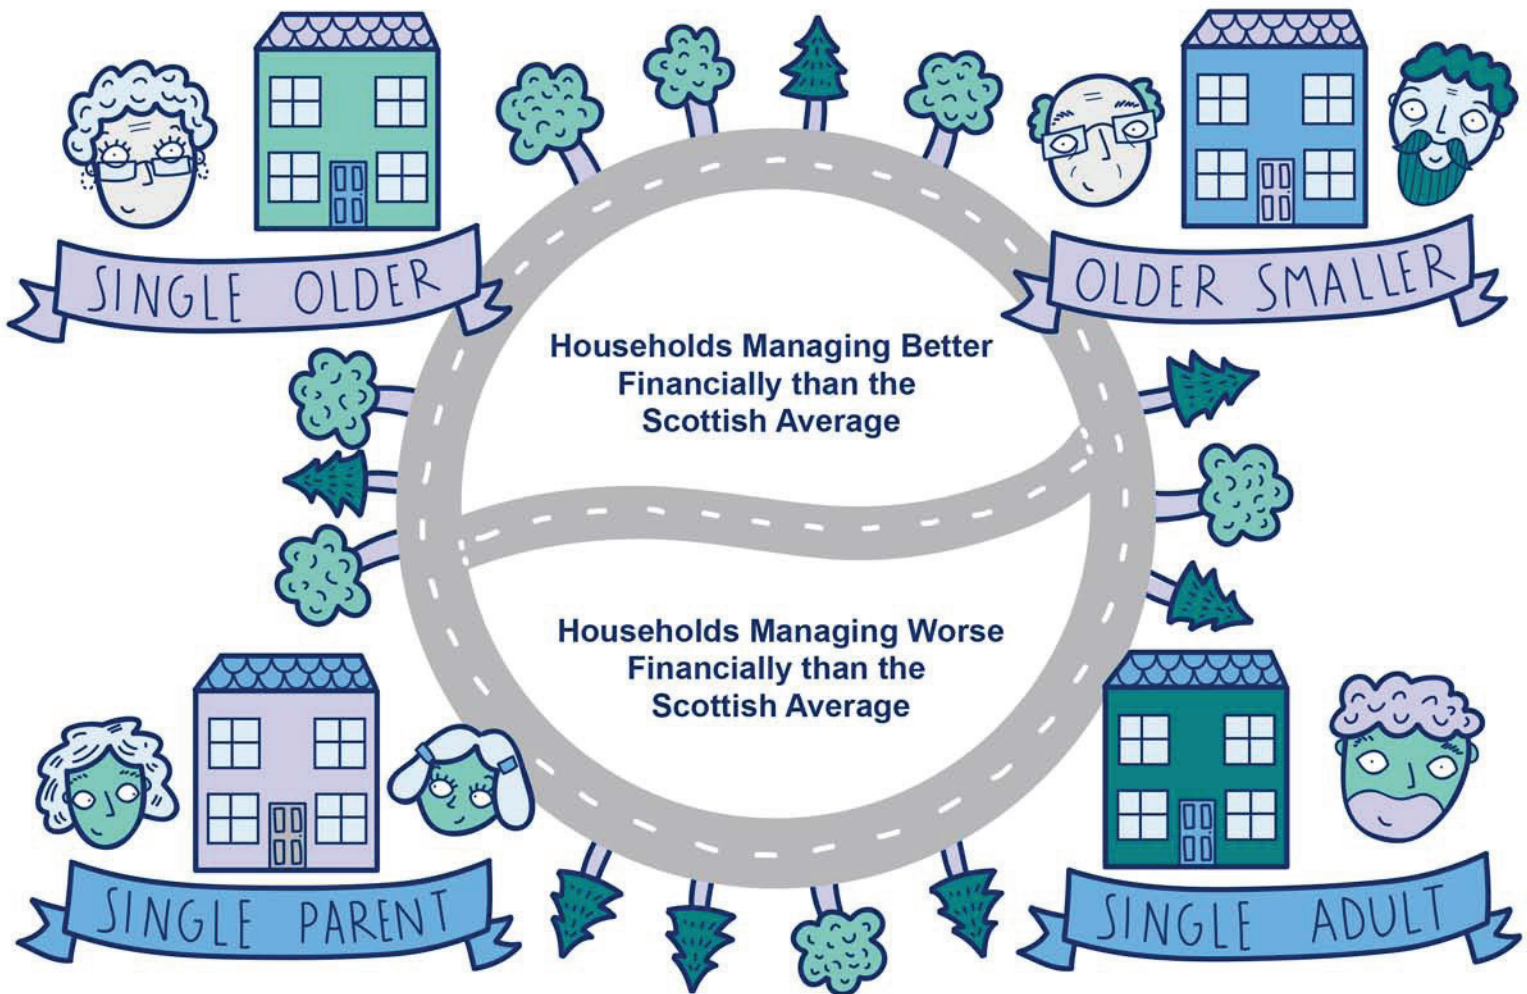 SINGLE OLDER
OLDER SMALLER
Households Managing Better
Financially than the
Scottish Average
Households Managing Worse
Financially than the
Scottish Average
SINGLE PARENT
SINGLE ADULT